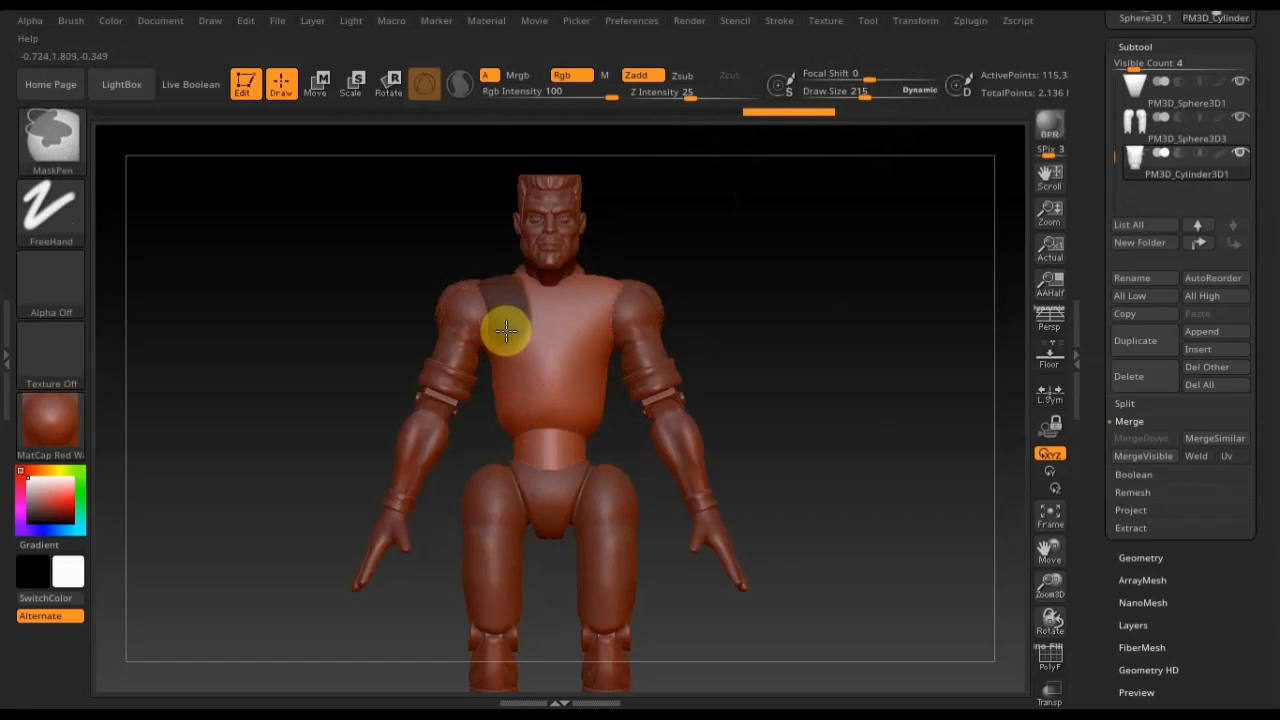 Alpha Brush Color Document Draw Edit File Layer Light Macro Marker Material Movie Picker Preferences Render Stencil Stroke Texture Tool Transform Zplugin Zscript
Help
-0.724,1.809,-0.349
Home Page
LightBox
Live Boolean
Edit
Draw
Move
Scale
Rotate
A
Mrgb
Rgb
M
Rgb Intensity 100
Zadd
Zsub
Zcut
Z Intensity 25
S
Focal Shift 0
Draw Size 215
Dynamic
D
ActivePoints: 115,3
TotalPoints: 2.136
MaskPen
FreeHand
Alpha Off
Texture Off
MatCap Red W
Gradient
SwitchColor
Alternate
BPR
SPix 3
Scroll
Zoom
Actual
AAHalf
Dynamic
Persp
Floor
L.Sym
XYZ
Y
Z
Frame
Move
Zoom3D
Rotate
PolyF
Transp
Sphere3D_1 PM3D_Cylinder
Subtool
Visible Count 4
PM3D_Sphere3D1
PM3D_Sphere3D3
PM3D_Cylinder3D1
List All
New Folder
Rename AutoReorder
All Low All High
Copy Paste
Duplicate
Append
Insert
Delete
Del Other
Del All
Split
Merge
MergeDown MergeSimilar
MergeVisible Weld Uv
Boolean
Remesh
Project
Extract
Geometry
ArrayMesh
NanoMesh
Layers
FiberMesh
Geometry HD
Preview